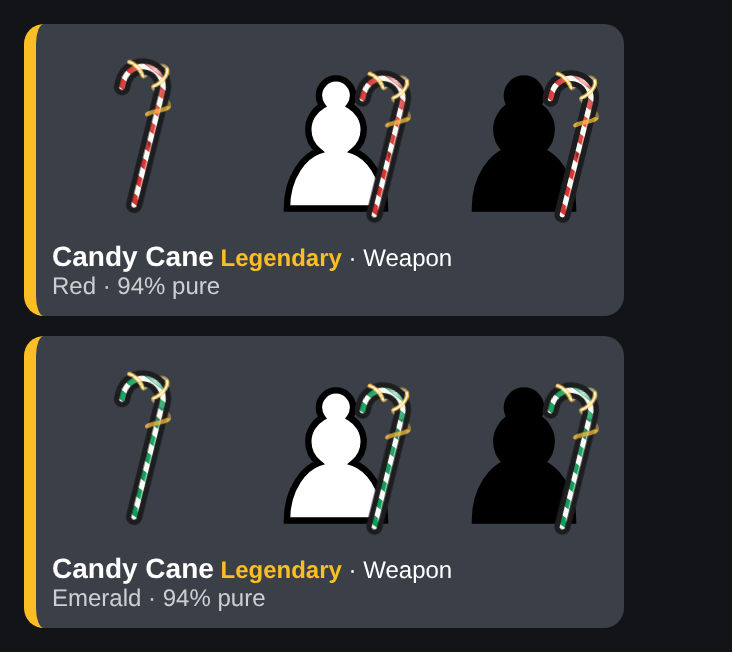 Candy Cane Legendary · Weapon
Red · 94% pure
Candy Cane Legendary · Weapon
Emerald · 94% pure